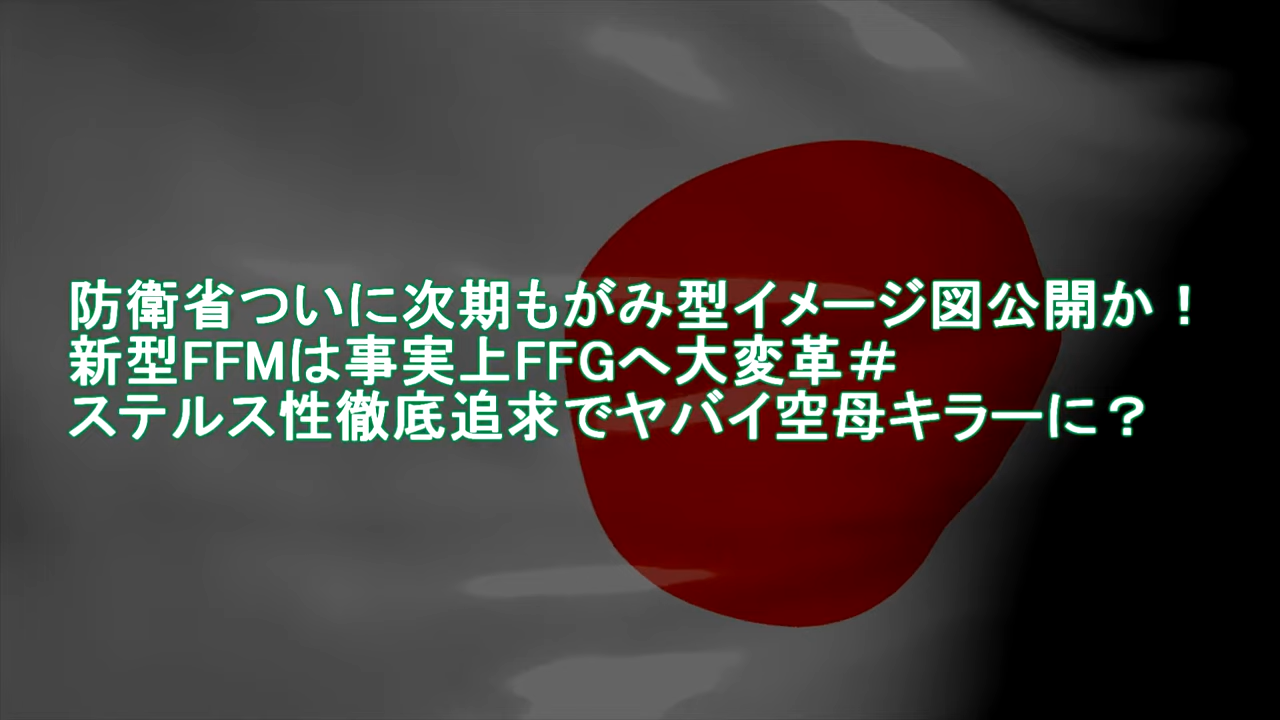 防衛省ついに次期もがみ型イメージ図公開か！
新型FFMは事実上FFGへ大変革＃
ステルス性徹底追求でヤバイ空母キラーに？